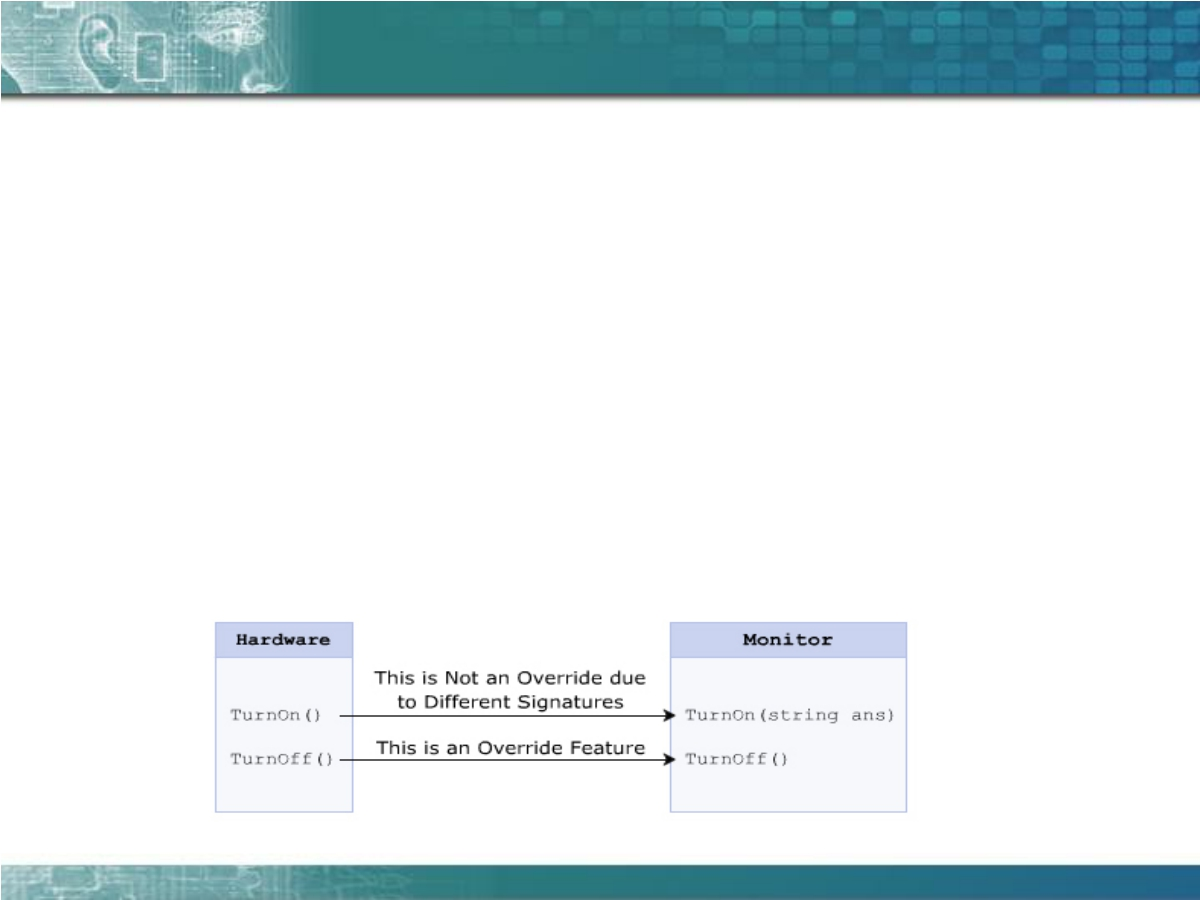 Hardware
Monitor
This is Not an Override due
to Different Signatures
TurnOn()
TurnOn(string ans)
This is an Override Feature
TurnOff()
TurnOff()